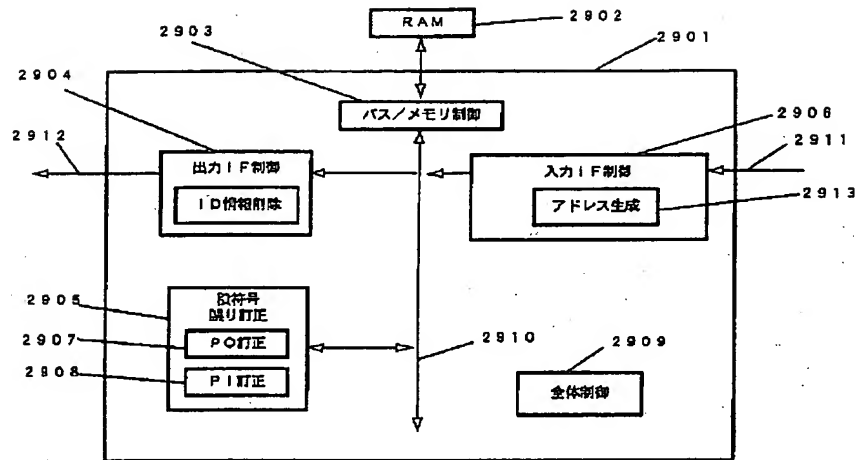 RAM
2902
2903
2901
2904
バス/メモリ制御
2906
2912
2911
出力IF制御
入力IF制御
ID情報削除
アドレス生成
2913
2905
積符号
誤り訂正
2907
PO訂正
2910
2909
2908
PI訂正
全体制御